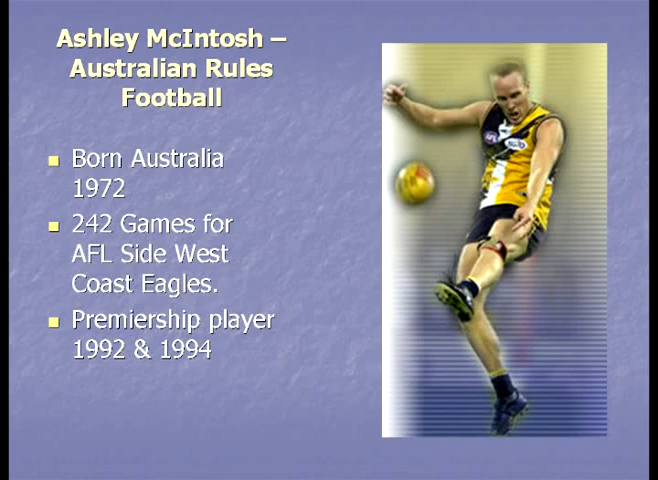 Ashley McIntosh –
Australian Rules
Football
Born Australia
1972
242 Games for
AFL Side West
Coast Eagles.
Premiership player
1992 & 1994
AFL